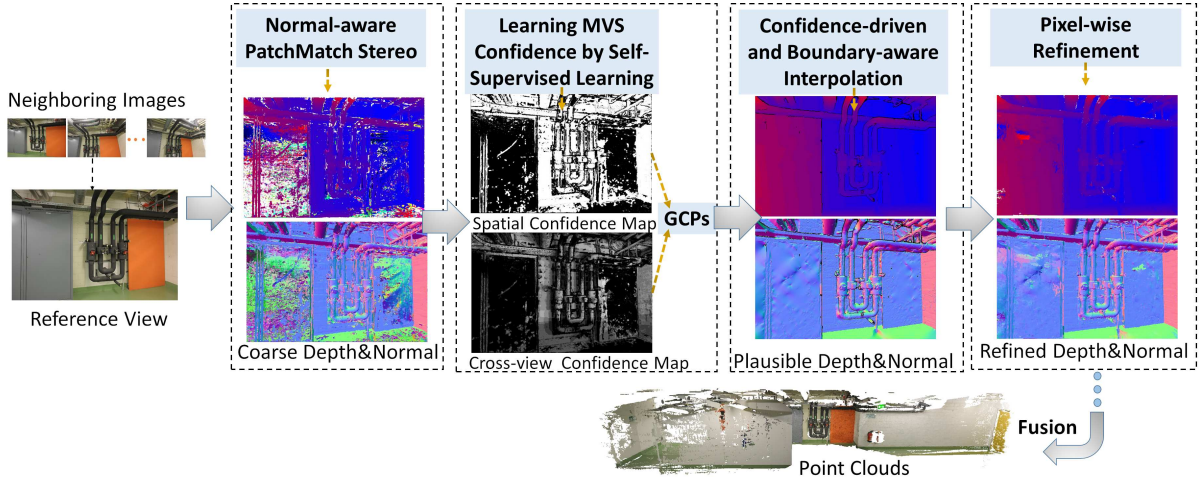 Neighboring Images
Reference View
Normal-aware
PatchMatch Stereo
Coarse Depth&Normal
Learning MVS
Confidence by Self-
Supervised Learning
Spatial Confidence Map
Cross-view Confidence Map
GCPs
Confidence-driven
and Boundary-aware
Interpolation
Plausible Depth&Normal
Pixel-wise
Refinement
Refined Depth&Normal
Fusion
Point Clouds